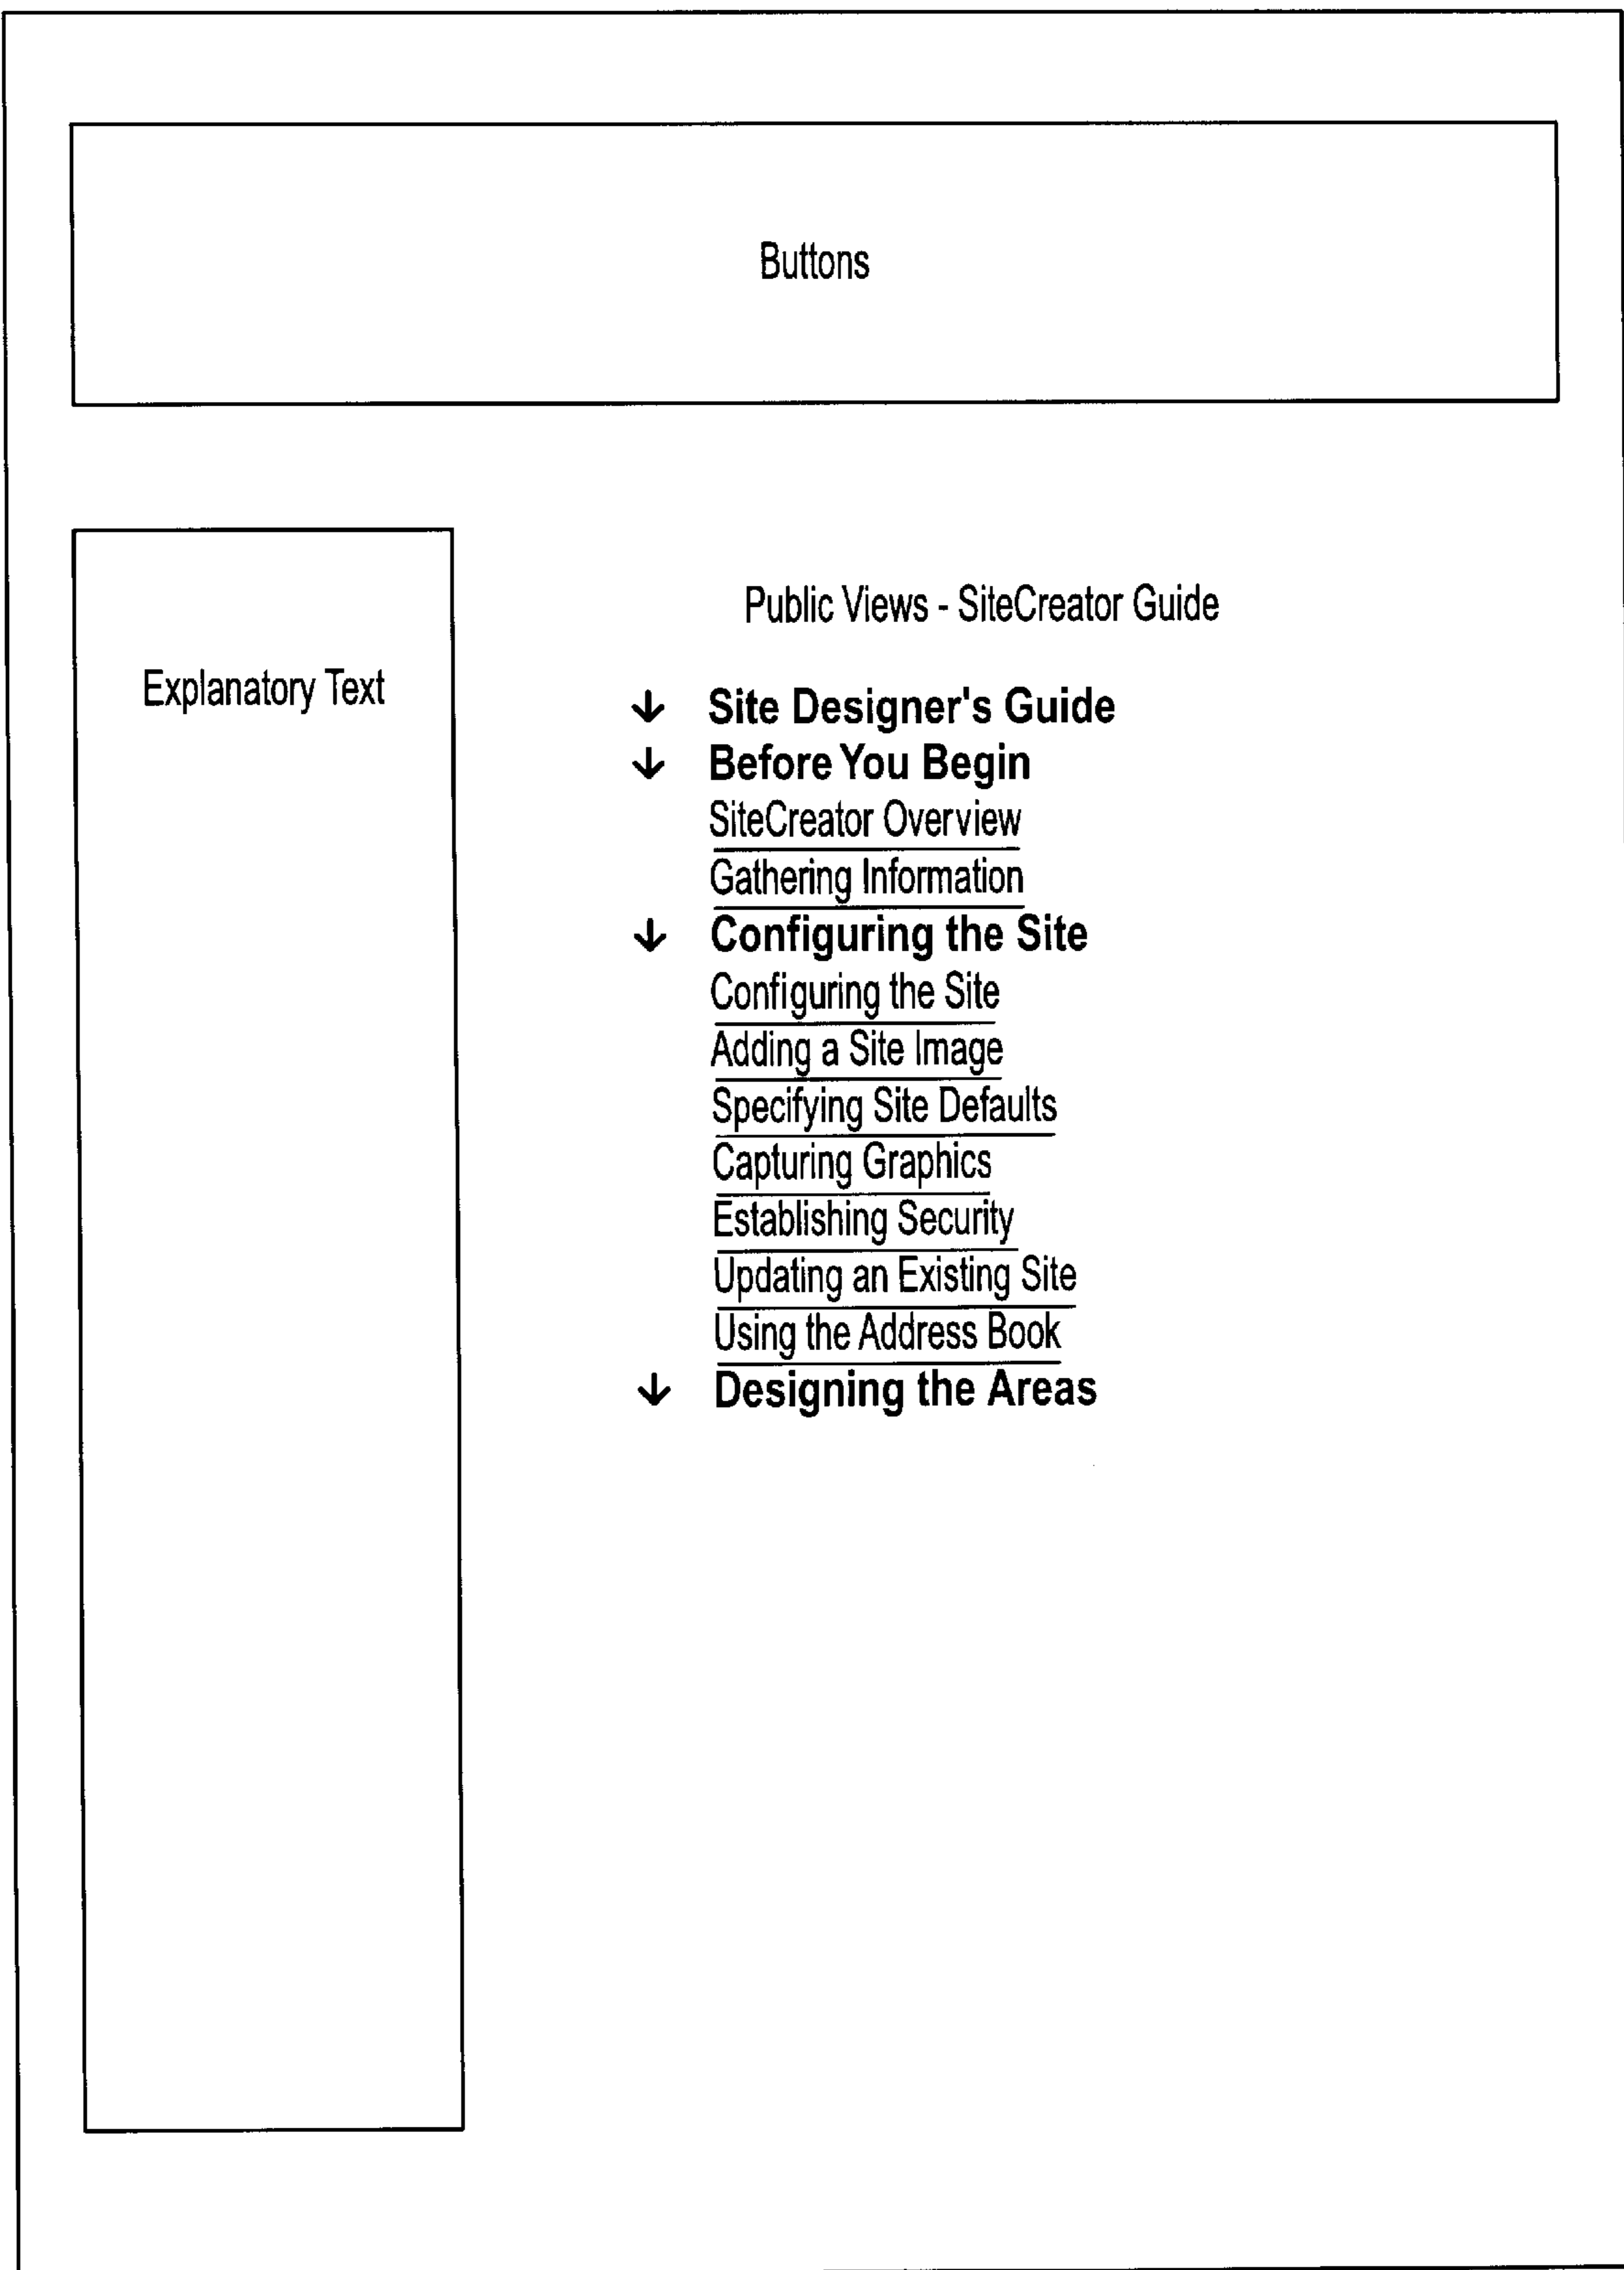 Buttons
Explanatory Text
Public Views - SiteCreator Guide
↓ Site Designer's Guide
↓ Before You Begin
SiteCreator Overview
Gathering Information
↓ Configuring the Site
Configuring the Site
Adding a Site Image
Specifying Site Defaults
Capturing Graphics
Establishing Security
Updating an Existing Site
Using the Address Book
↓ Designing the Areas